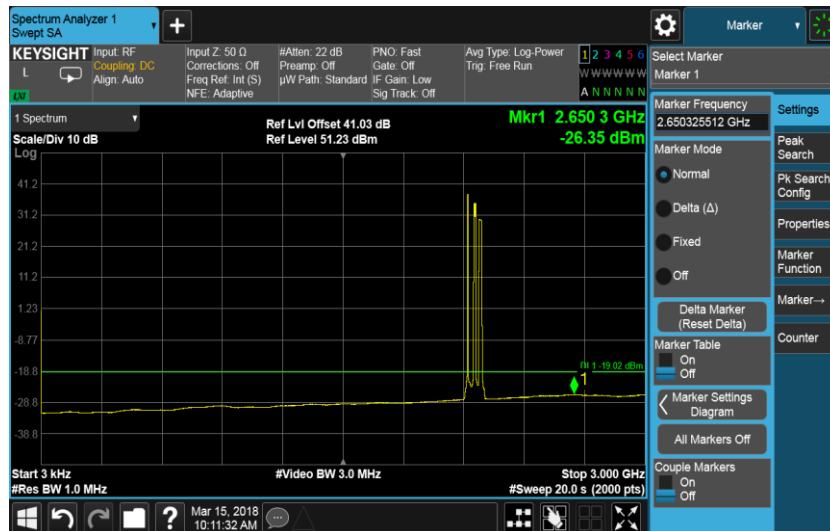 Spectrum Analyzer 1
Swept SA
Marker
KEYSIGHT
L
Input: RF
Coupling: DC
Align: Auto
Input Z: 50 Ω
Corrections: Off
Freq Ref: Int (S)
NFE: Adaptive
#Atten: 22 dB
Preamp: Off
µW Path: Standard
PNO: Fast
Gate: Off
IF Gain: Low
Sig Track: Off
Avg Type: Log-Power
Trig: Free Run
1 2 3 4 5 6
W W W W W W
A N N N N N
Select Marker
Marker 1
1 Spectrum
Scale/Div 10 dB
Log
Ref Lvl Offset 41.03 dB
Ref Level 51.23 dBm
Mkr1 2.650 3 GHz
-26.35 dBm
41.2
31.2
21.2
11.2
1.23
-8.77
-18.8
-28.8
-38.8
DL1 -19.02 dBm
1
Start 3 kHz
#Res BW 1.0 MHz
#Video BW 3.0 MHz
Stop 3.000 GHz
#Sweep 20.0 s (2000 pts)
Marker Frequency
2.650325512 GHz
Marker Mode
Normal
Delta (Δ)
Fixed
Off
Delta Marker
(Reset Delta)
Marker Table
On
Off
Marker Settings
Diagram
All Markers Off
Couple Markers
On
Off
Settings
Peak
Search
Pk Search
Config
Properties
Marker
Function
Marker→
Counter
?
Mar 15, 2018
10:11:32 AM